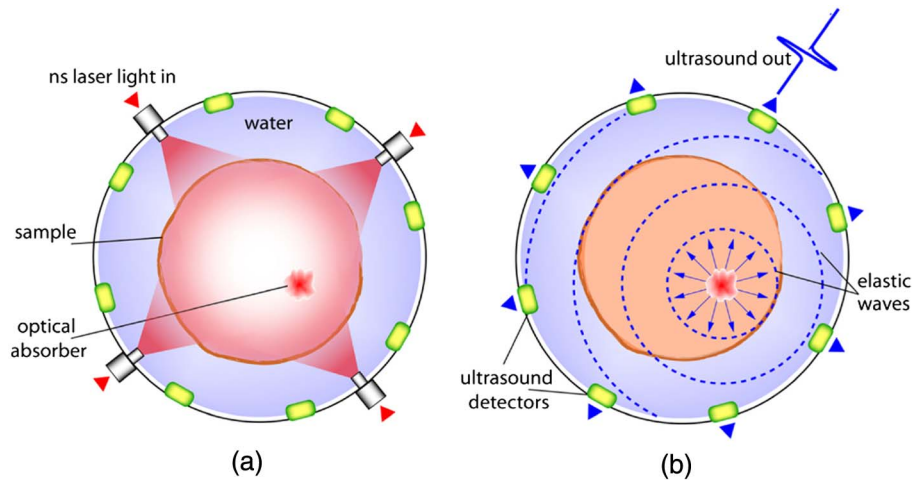 ns laser light in
water
sample
optical
absorber
(a)
ultrasound out
elastic
waves
ultrasound
detectors
(b)